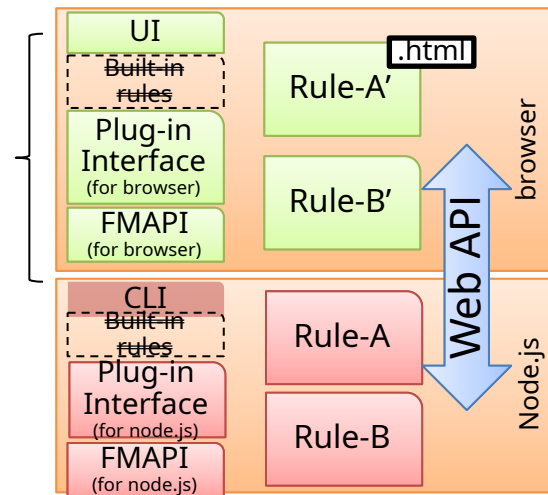 UI
Built-in
rules
Plug-in
Interface
(for browser)
FMAPI
(for browser)
.html
Rule-A’
Rule-B’
browser
Web API
CLI
Built-in
rules
Plug-in
Interface
(for node.js)
FMAPI
(for node.js)
Rule-A
Rule-B
Node.js